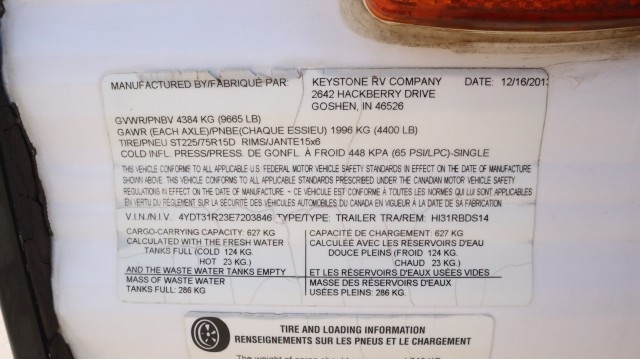 MANUFACTURED BY/FABRIQUÉ PAR: KEYSTONE RV COMPANY DATE: 12/16/2013
2642 HACKBERRY DRIVE
GOSHEN, IN 46526
GVWR/PNBV 4384 KG (9665 LB)
GAWR (EACH AXLE)/PNBE(CHAQUE ESSIEU) 1996 KG (4400 LB)
TIRE/PNEU ST225/75R15D RIMS/JANTE15x6
COLD INFL. PRESS/PRESS. DE GONFL. À FROID 448 KPA (65 PSI/LPC)-SINGLE
THIS VEHICLE CONFORMS TO ALL APPLICABLE U.S. FEDERAL MOTOR VEHICLE SAFETY STANDARDS IN EFFECT ON THE DATE OF MANUFACTURE
SHOWN ABOVE. THIS VEHICLE CONFORMS TO ALL APPLICABLE STANDARDS PRESCRIBED UNDER THE CANADIAN MOTOR VEHICLE SAFETY
REGULATIONS IN EFFECT ON THE DATE OF MANUFACTURE. ~ CE VÉHICULE EST CONFORME À TOUTES LES NORMES QUI LUI SONT APPLICABLES
EN VERTU DU RÈGLEMENT SUR LA SÉCURITÉ DES VÉHICULES AUTOMOBILES DU CANADA EN VIGUEUR À LA DATE DE SA FABRICATION.
V.I.N./N.I.V. 4YDT31R23E7203846 TYPE/TYPE: TRAILER TRA/REM: HI31RBDS14
CARGO-CARRYING CAPACITY: 627 KG
CALCULATED WITH THE FRESH WATER
TANKS FULL (COLD 124 KG.
HOT 23 KG.)
AND THE WASTE WATER TANKS EMPTY
MASS OF WASTE WATER
TANKS FULL: 286 KG.
CAPACITÉ DE CHARGEMENT: 627 KG
CALCULÉE AVEC LES RÉSERVOIRS D'EAU
DOUCE PLEINS (FROID 124 KG.
CHAUD 23 KG.)
ET LES RÉSERVOIRS D'EAUX USÉES VIDES
MASSE DES RÉSERVOIRS D'EAUX
USÉES PLEINS: 286 KG.
TIRE AND LOADING INFORMATION
RENSEIGNEMENTS SUR LES PNEUS ET LE CHARGEMENT